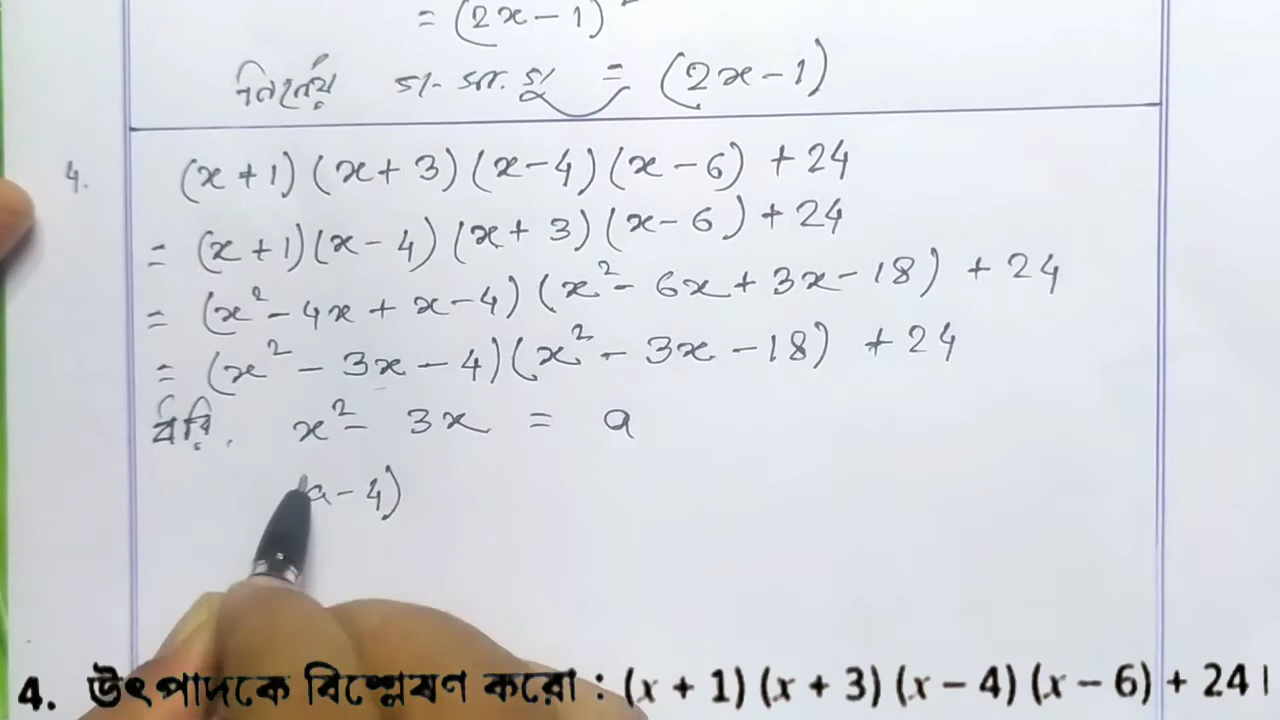 = (2x - 1)²
নির্ণেয় গ. সা. গু = (2x - 1)
4. (x + 1) (x + 3) (x - 4) (x - 6) + 24
= (x + 1) (x - 4) (x + 3) (x - 6) + 24
= (x² - 4x + x - 4) (x² - 6x + 3x - 18) + 24
= (x² - 3x - 4) (x² - 3x - 18) + 24
ধরি, x² - 3x = a
(a - 4)
4. উৎপাদকে বিশ্লেষণ করো : (x + 1) (x + 3) (x – 4) (x – 6) + 24।